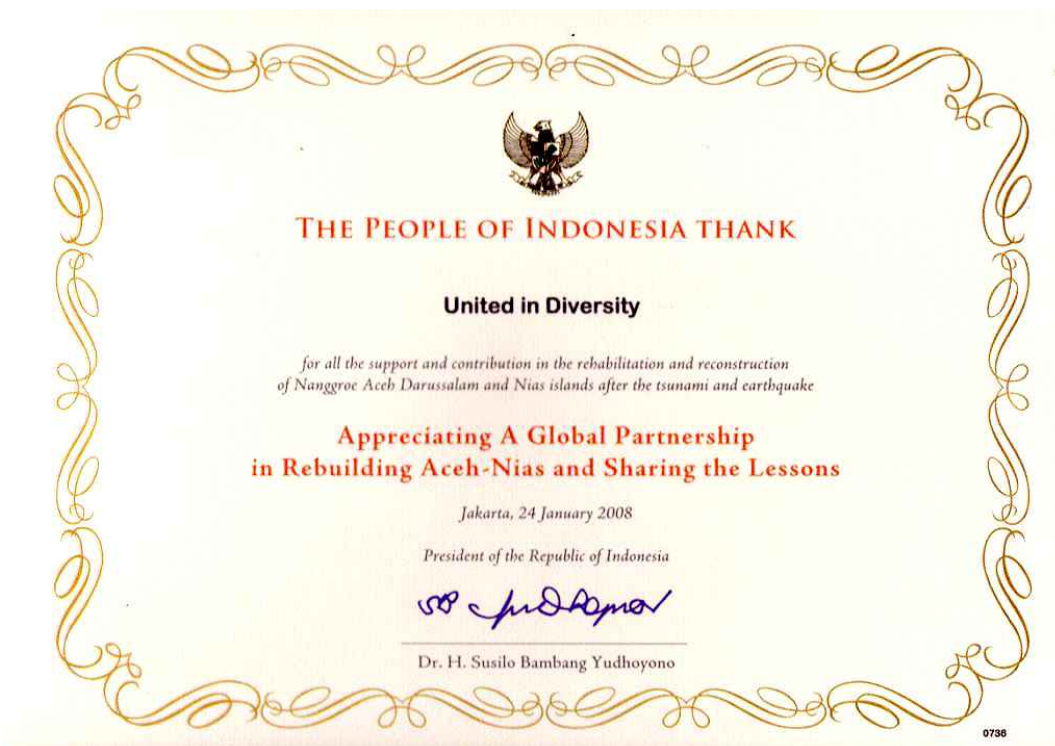 THE PEOPLE OF INDONESIA THANK
United in Diversity
for all the support and contribution in the rehabilitation and reconstruction
of Nanggroe Aceh Darussalam and Nias islands after the tsunami and earthquake
Appreciating A Global Partnership
in Rebuilding Aceh-Nias and Sharing the Lessons
Jakarta, 24 January 2008
President of the Republic of Indonesia
Dr. H. Susilo Bambang Yudhoyono
0736